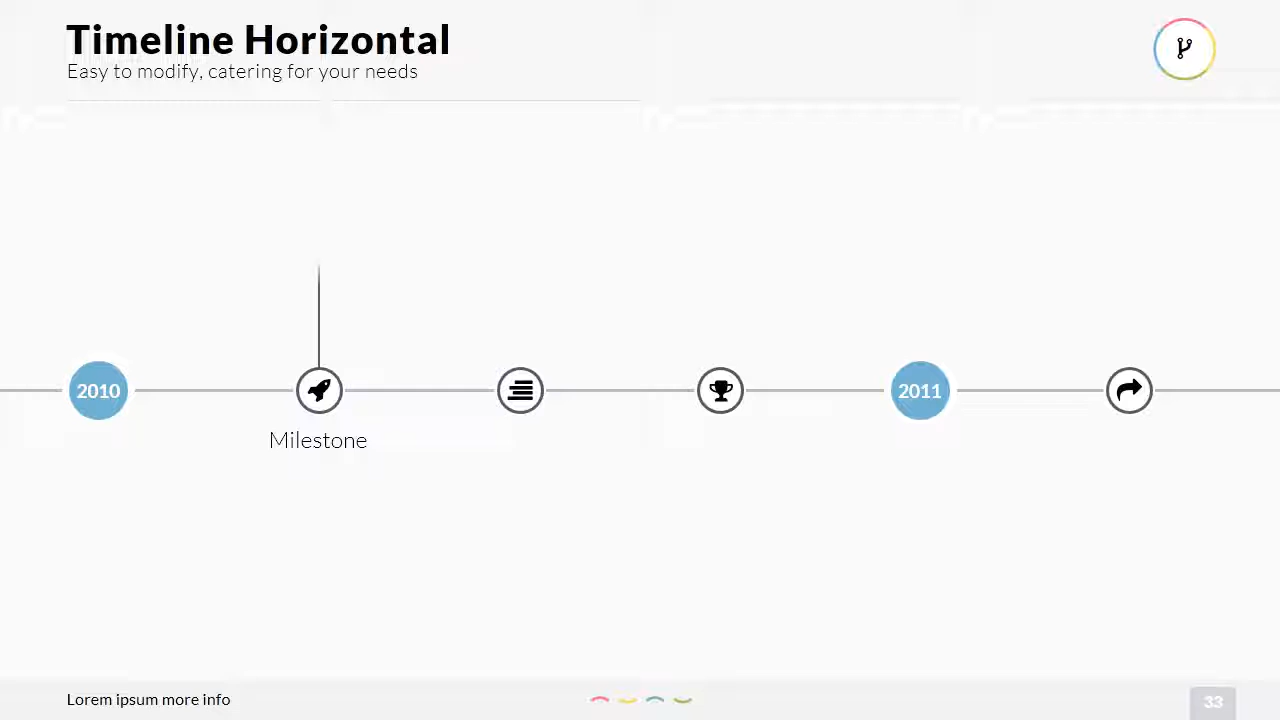 Timeline Horizontal
Easy to modify, catering for your needs
2010
2011
Milestone
Lorem ipsum more info
33